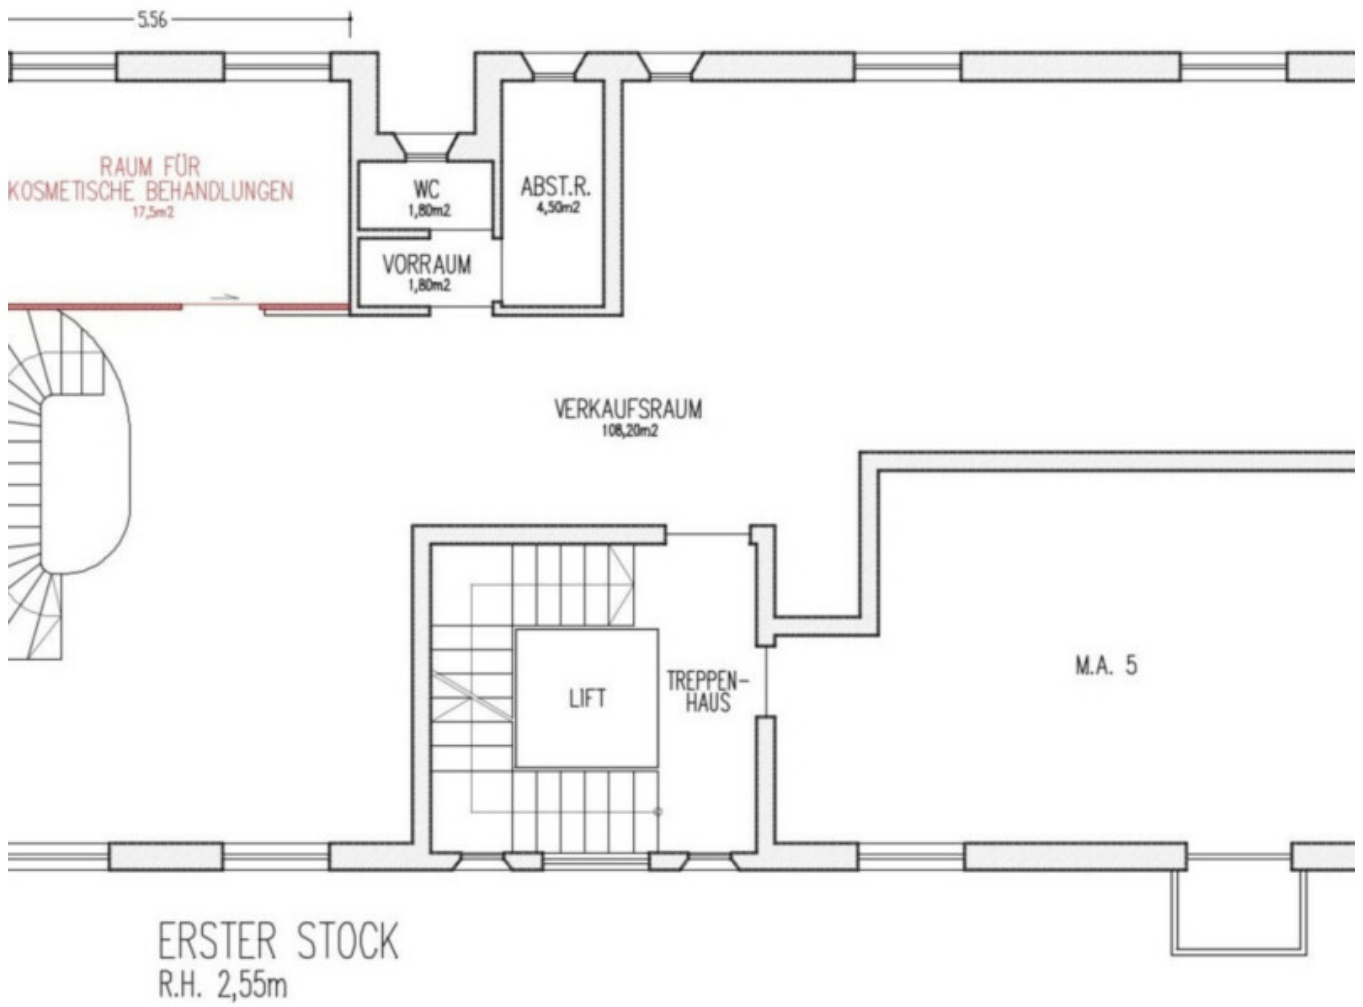 5.56
RAUM FÜR
KOSMETISCHE BEHANDLUNGEN
17,5m2
WC
1,80m2
ABST.R.
4,50m2
VORRAUM
1,80m2
VERKAUFSRAUM
108,20m2
LIFT
TREPPEN-
HAUS
M.A. 5
ERSTER STOCK
R.H. 2,55m